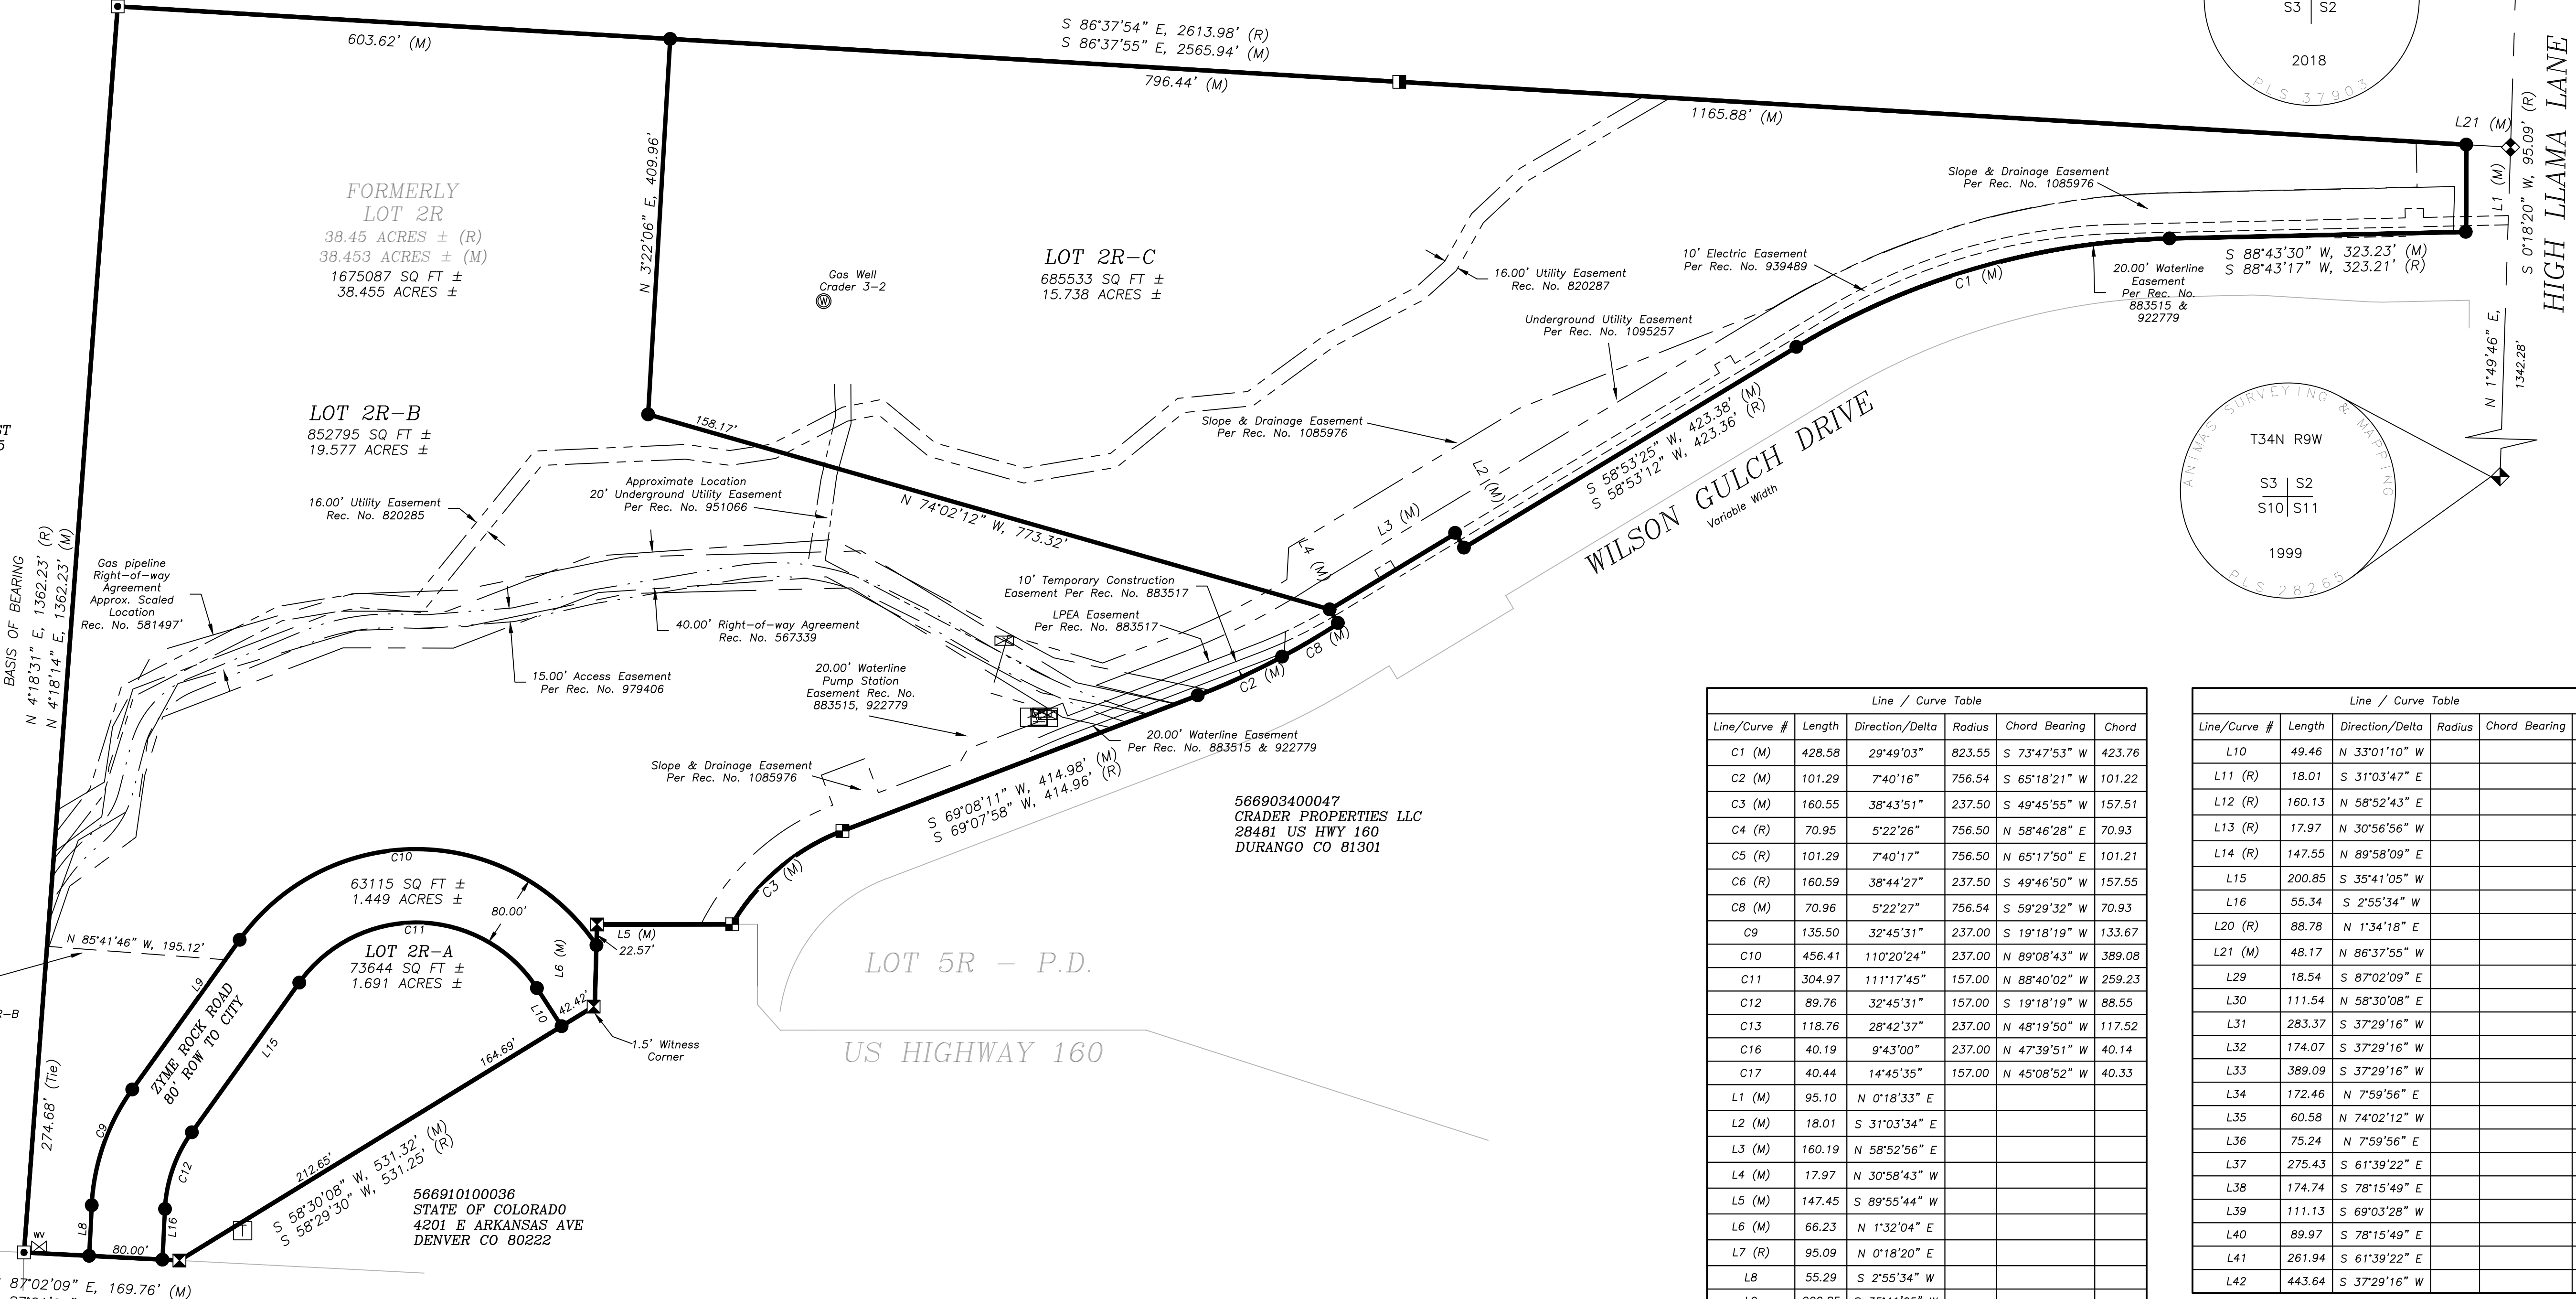 S 86°37'54" E, 2613.98' (R)
S 86°37'55" E, 2565.94' (M)
603.62' (M)
796.44' (M)
1165.88' (M)
S3 | S2
2018
PLS 37903
L21 (M)
L1 (M)
S 0°18'20" W, 95.09' (R)
HIGH LLAMA LANE
N 1°49'46" E,
1342.28'
FORMERLY
LOT 2R
38.45 ACRES ± (R)
38.453 ACRES ± (M)
1675087 SQ FT ±
38.455 ACRES ±
N 3°22'06" E, 409.96'
Gas Well
Crader 3-2
W
LOT 2R-C
685533 SQ FT ±
15.738 ACRES ±
16.00' Utility Easement
Rec. No. 820287
10' Electric Easement
Per Rec. No. 939489
Slope & Drainage Easement
Per Rec. No. 1085976
C1 (M)
20.00' Waterline
Easement
Per Rec. No.
883515 &
922779
S 88°43'30" W, 323.23' (M)
S 88°43'17" W, 323.21' (R)
Underground Utility Easement
Per Rec. No. 1095257
ANIMAS SURVEYING & MAPPING
T34N R9W
S3 | S2
S10 | S11
1999
PLS 28265
LOT 2R-B
852795 SQ FT ±
19.577 ACRES ±
158.17'
Slope & Drainage Easement
Per Rec. No. 1085976
S 58°53'25" W, 423.38' (M)
S 58°53'12" W, 423.36' (R)
WILSON GULCH DRIVE
Variable Width
L2 (M)
L3 (M)
L4 (M)
N 74°02'12" W, 773.32'
Approximate Location
20' Underground Utility Easement
Per Rec. No. 951066
16.00' Utility Easement
Rec. No. 820285
BASIS OF BEARING
N 4°18'31" E, 1362.23' (R)
N 4°18'14" E, 1362.23' (M)
Gas pipeline
Right-of-way
Agreement
Approx. Scaled
Location
Rec. No. 581497'
10' Temporary Construction
Easement Per Rec. No. 883517
LPEA Easement
Per Rec. No. 883517
40.00' Right-of-way Agreement
Rec. No. 567339
15.00' Access Easement
Per Rec. No. 979406
20.00' Waterline
Pump Station
Easement Rec. No.
883515, 922779
C8 (M)
C2 (M)
20.00' Waterline Easement
Per Rec. No. 883515 & 922779
Slope & Drainage Easement
Per Rec. No. 1085976
S 69°08'11" W, 414.98' (M)
S 69°07'58" W, 414.96' (R)
566903400047
CRADER PROPERTIES LLC
28481 US HWY 160
DURANGO CO 81301
C3 (M)
C10
63115 SQ FT ±
1.449 ACRES ±
80.00'
C11
LOT 2R-A
73644 SQ FT ±
1.691 ACRES ±
N 85°41'46" W, 195.12'
L5 (M)
22.57'
L6 (M)
L9
L10
42.42'
1.5' Witness
Corner
R-B
ZYME ROCK ROAD
80' ROW TO CITY
L15
164.69'
LOT 5R - P.D.
US HIGHWAY 160
274.68' (Tie)
C9
C12
212.65'
S 58°30'08" W, 531.32' (M)
S 58°29'30" W, 531.25' (R)
566910100036
STATE OF COLORADO
4201 E ARKANSAS AVE
DENVER CO 80222
L8
L16
WV
T
80.00'
87°02'09" E, 169.76' (M)
Line / Curve Table
Line/Curve # Length Direction/Delta Radius Chord Bearing Chord
C1 (M) 428.58 29°49'03" 823.55 S 73°47'53" W 423.76
C2 (M) 101.29 7°40'16" 756.54 S 65°18'21" W 101.22
C3 (M) 160.55 38°43'51" 237.50 S 49°45'55" W 157.51
C4 (R) 70.95 5°22'26" 756.50 N 58°46'28" E 70.93
C5 (R) 101.29 7°40'17" 756.50 N 65°17'50" E 101.21
C6 (R) 160.59 38°44'27" 237.50 S 49°46'50" W 157.55
C8 (M) 70.96 5°22'27" 756.54 S 59°29'32" W 70.93
C9 135.50 32°45'31" 237.00 S 19°18'19" W 133.67
C10 456.41 110°20'24" 237.00 N 89°08'43" W 389.08
C11 304.97 111°17'45" 157.00 N 88°40'02" W 259.23
C12 89.76 32°45'31" 157.00 S 19°18'19" W 88.55
C13 118.76 28°42'37" 237.00 N 48°19'50" W 117.52
C16 40.19 9°43'00" 237.00 N 47°39'51" W 40.14
C17 40.44 14°45'35" 157.00 N 45°08'52" W 40.33
L1 (M) 95.10 N 0°18'33" E
L2 (M) 18.01 S 31°03'34" E
L3 (M) 160.19 N 58°52'56" E
L4 (M) 17.97 N 30°58'43" W
L5 (M) 147.45 S 89°55'44" W
L6 (M) 66.23 N 1°32'04" E
L7 (R) 95.09 N 0°18'20" E
L8 55.29 S 2°55'34" W
Line / Curve Table
Line/Curve # Length Direction/Delta Radius Chord Bearing
L10 49.46 N 33°01'10" W
L11 (R) 18.01 S 31°03'47" E
L12 (R) 160.13 N 58°52'43" E
L13 (R) 17.97 N 30°56'56" W
L14 (R) 147.55 N 89°58'09" E
L15 200.85 S 35°41'05" W
L16 55.34 S 2°55'34" W
L20 (R) 88.78 N 1°34'18" E
L21 (M) 48.17 N 86°37'55" W
L29 18.54 S 87°02'09" E
L30 111.54 N 58°30'08" E
L31 283.37 S 37°29'16" W
L32 174.07 S 37°29'16" W
L33 389.09 S 37°29'16" W
L34 172.46 N 7°59'56" E
L35 60.58 N 74°02'12" W
L36 75.24 N 7°59'56" E
L37 275.43 S 61°39'22" E
L38 174.74 S 78°15'49" E
L39 111.13 S 69°03'28" W
L40 89.97 S 78°15'49" E
L41 261.94 S 61°39'22" E
L42 443.64 S 37°29'16" W